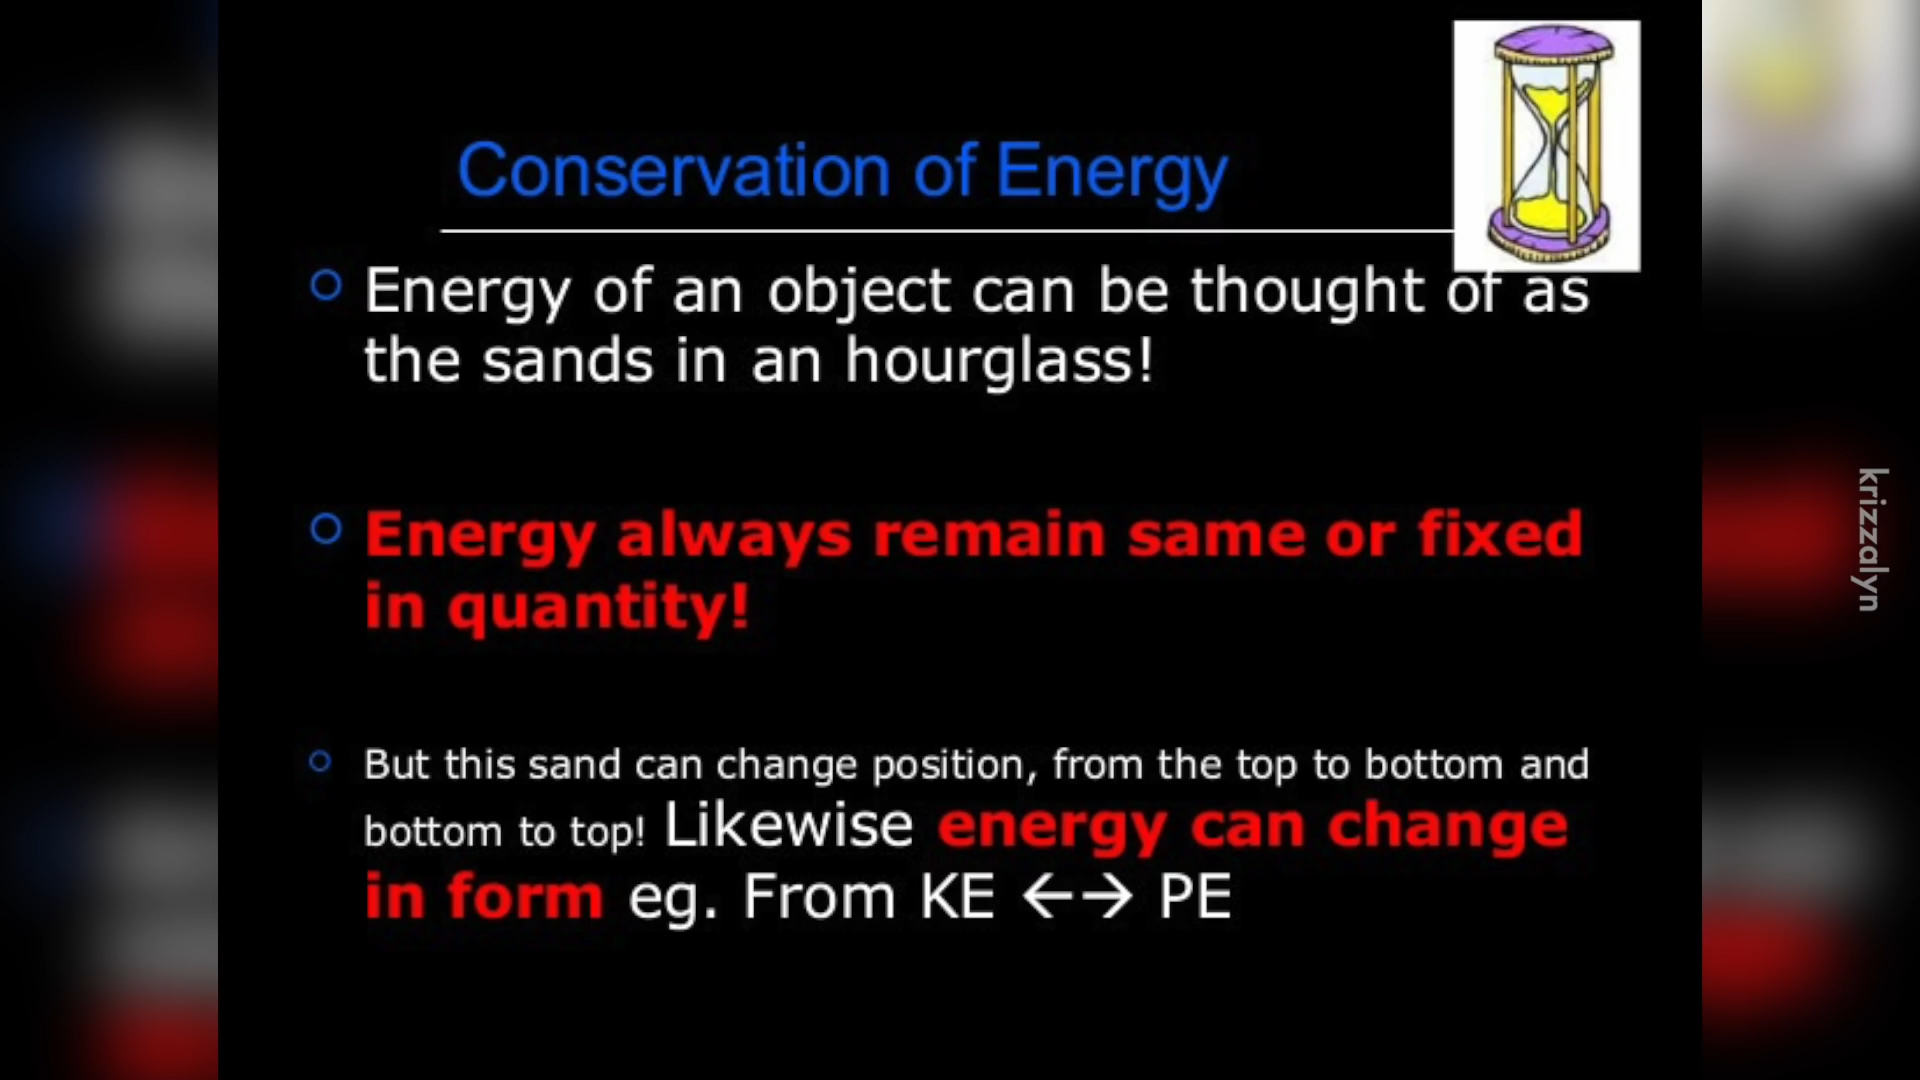 Conservation of Energy
Energy of an object can be thought of as
the sands in an hourglass!
Energy always remain same or fixed
in quantity!
But this sand can change position, from the top to bottom and
bottom to top! Likewise energy can change
in form eg. From KE ←→ PE
krizzalyn